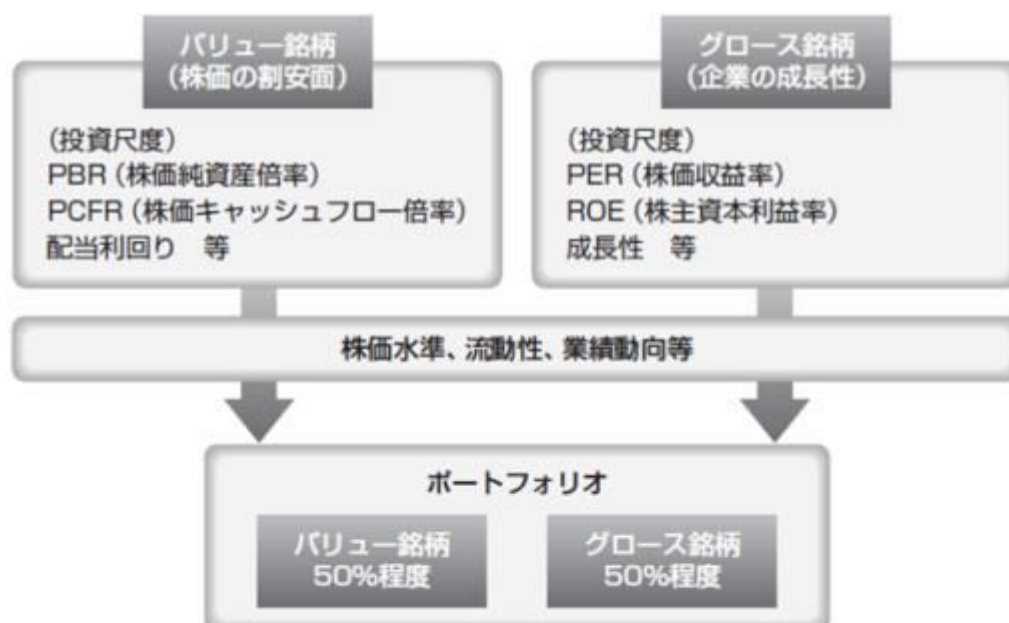 バリュー銘柄
(株価の割安面)
(投資尺度)
PBR(株価純資産倍率)
PCFR(株価キャッシュフロー倍率)
配当利回り 等
グロース銘柄
(企業の成長性)
(投資尺度)
PER(株価収益率)
ROE(株主資本利益率)
成長性 等
株価水準、流動性、業績動向等
ポートフォリオ
バリュー銘柄
50%程度
グロース銘柄
50%程度